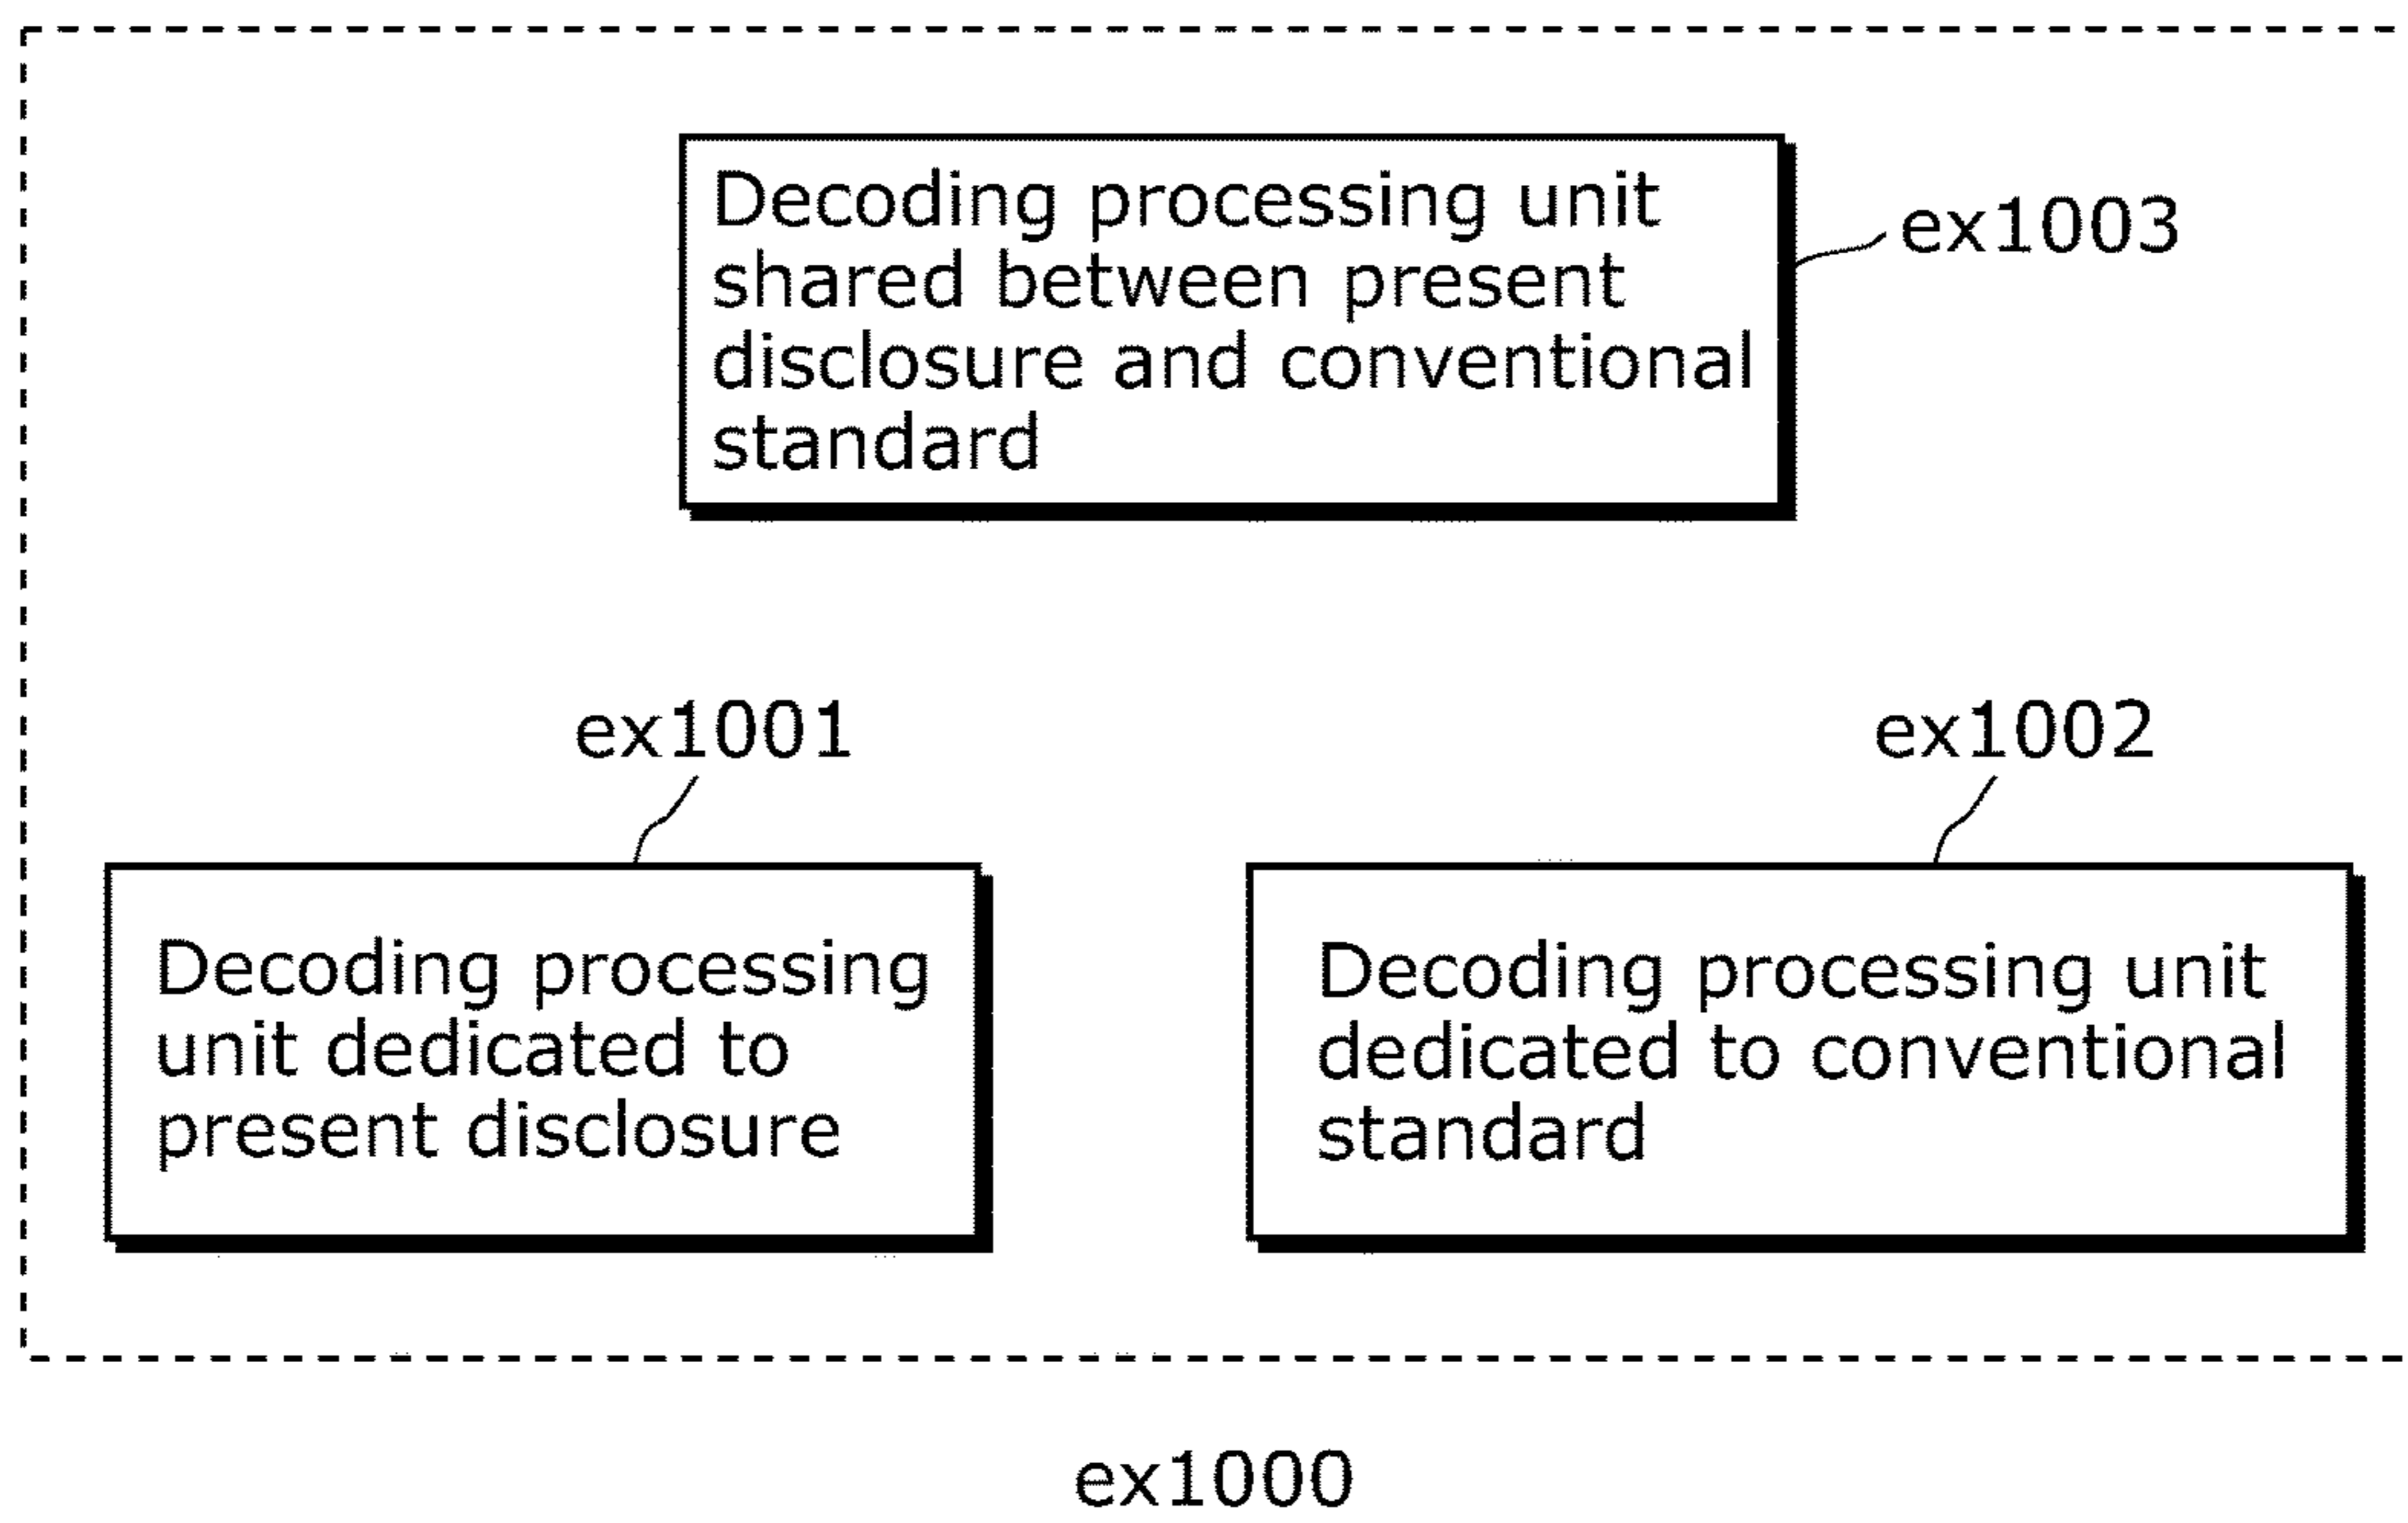 Decoding processing unit
shared between present
disclosure and conventional
standard
ex1003
ex1001
ex1002
Decoding processing
unit dedicated to
present disclosure
Decoding processing unit
dedicated to conventional
standard
ex1000